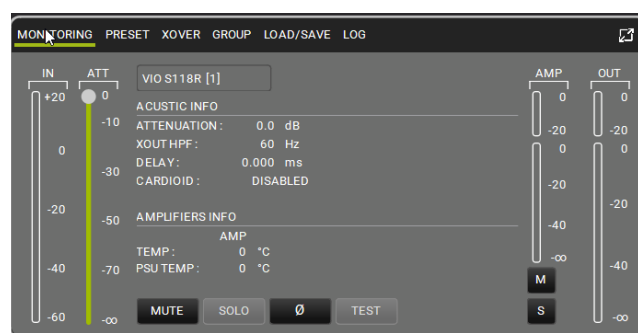 MONITORING PRESET XOVER GROUP LOAD/SAVE LOG
IN ATT AMP OUT
VIO S118R [1]
+20 0 0 0
ACUSTIC INFO
-10 ATTENUATION : 0.0 dB
-20 -20
XOUT HPF : 60 Hz
0 0 0
DELAY : 0.000 ms
-30
CARDIOID : DISABLED
-20
-20 -50 AMPLIFIERS INFO -20
-40
AMP
TEMP : 0 °C
-∞
-40 -70 PSU TEMP : 0 °C -40
M
-60 -∞ MUTE SOLO Ø TEST S -∞